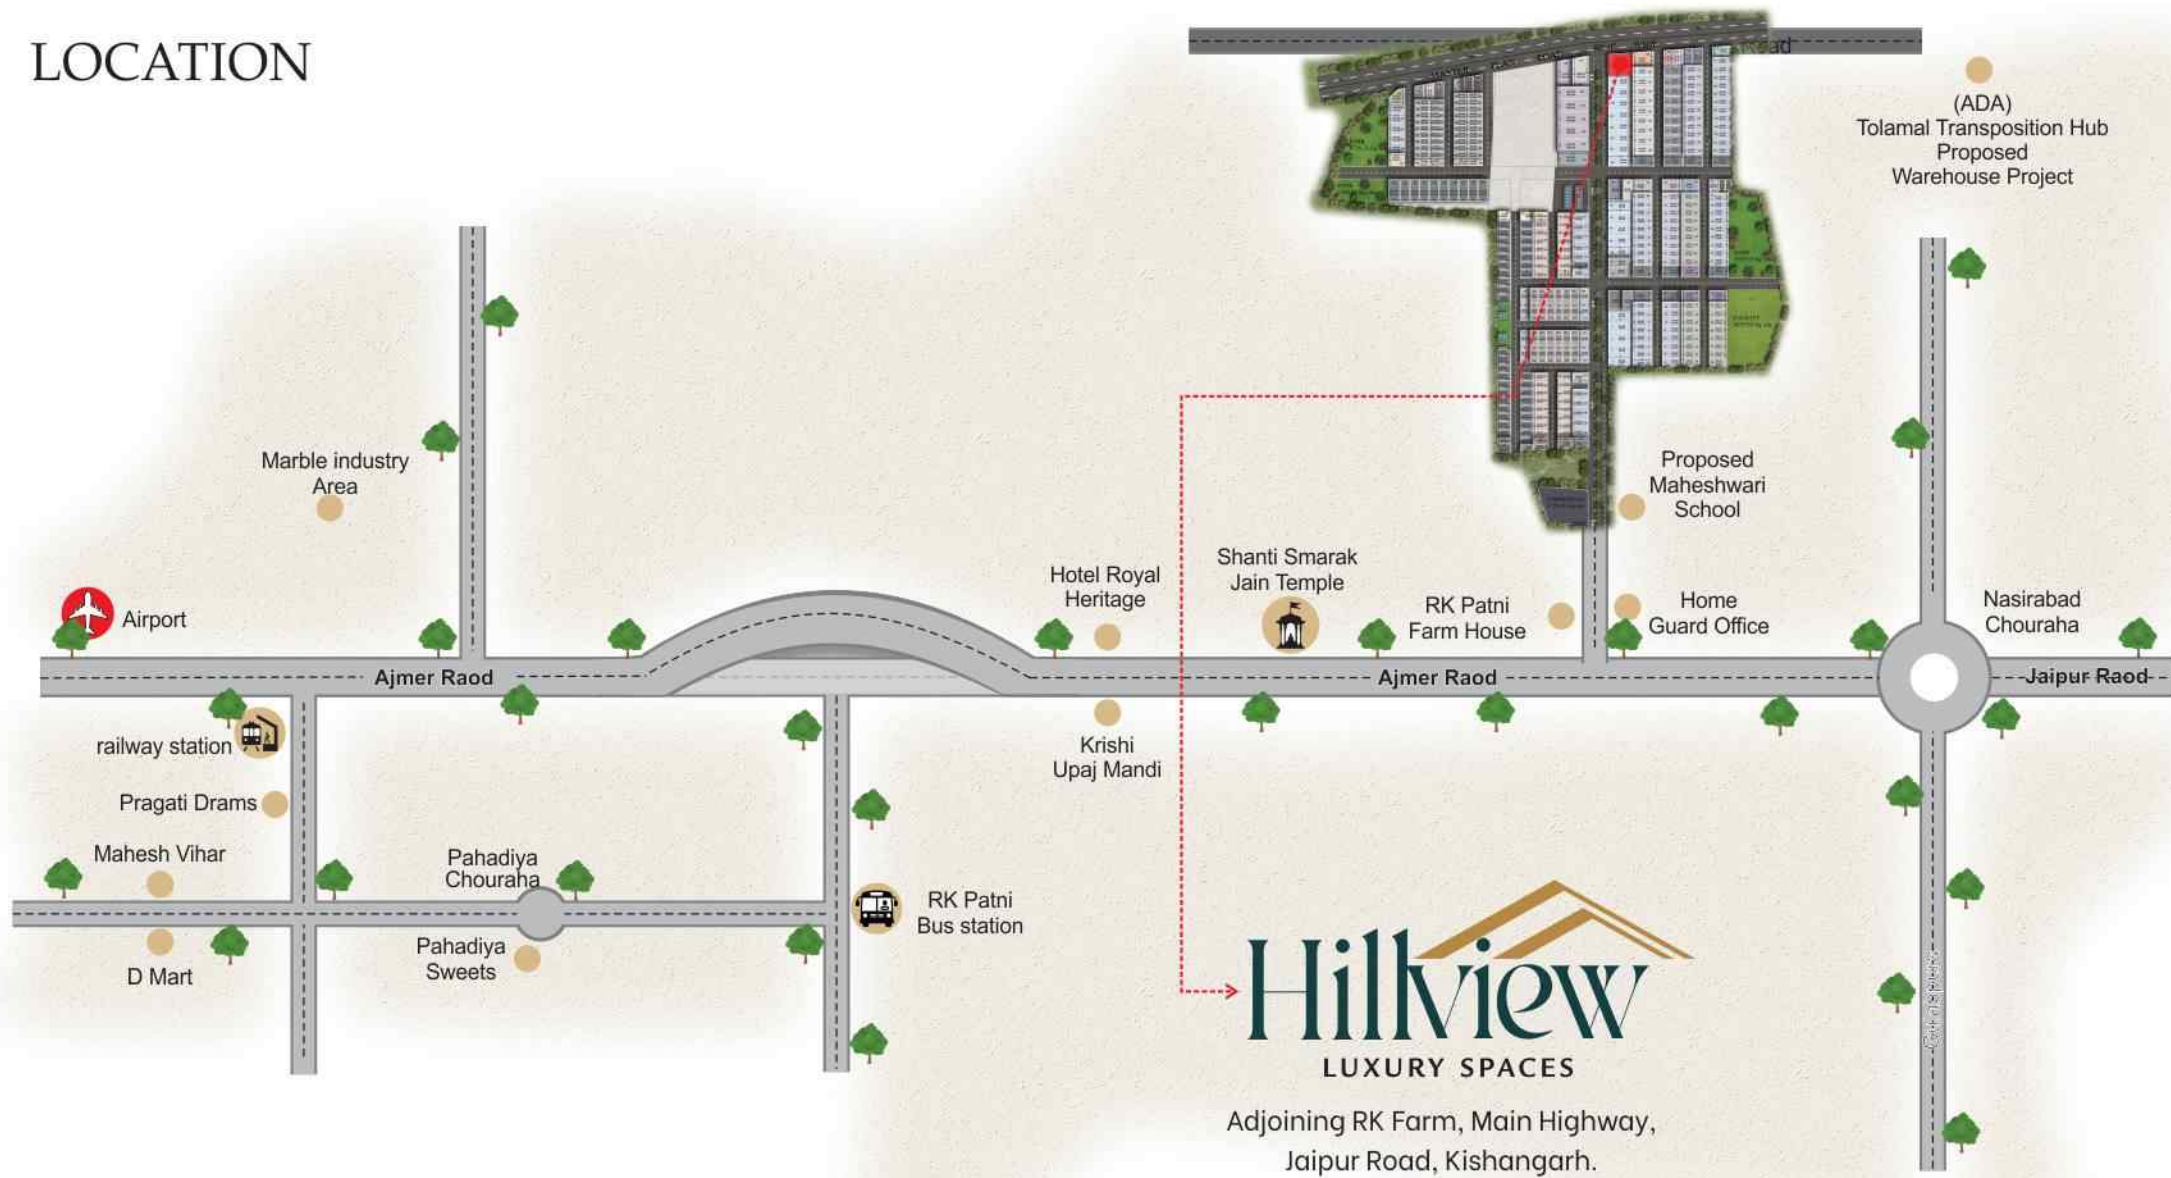 LOCATION
(ADA)
Tolamal Transposition Hub
Proposed
Warehouse Project
Marble industry
Area
Proposed
Maheshwari
School
Airport
Hotel Royal
Heritage
Shanti Smarak
Jain Temple
RK Patni
Farm House
Home
Guard Office
Nasirabad
Chouraha
Ajmer Raod
Ajmer Raod
Jaipur Raod
railway station
Krishi
Upaj Mandi
Pragati Drams
Mahesh Vihar
Pahadiya
Chouraha
RK Patni
Bus station
Pahadiya
Sweets
D Mart
Hillview
LUXURY SPACES
Adjoining RK Farm, Main Highway,
Jaipur Road, Kishangarh.